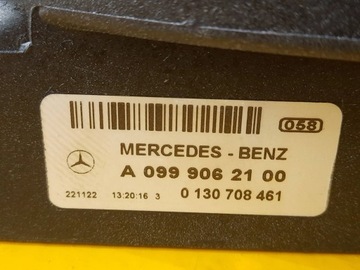 058
MERCEDES - BENZ
A 099 906 21 00
221122 13:20:16 3 0 130 708 461